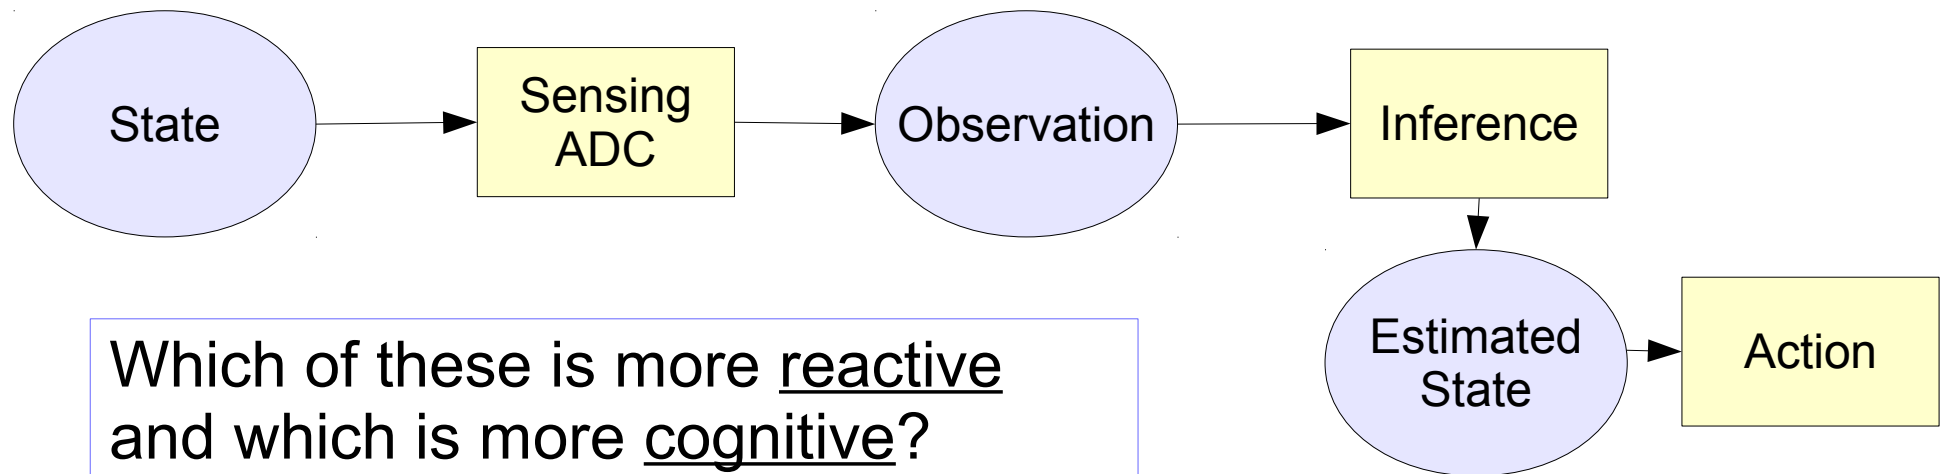 State
Sensing
ADC
Observation
Inference
Estimated
State
Action
Which of these is more reactive
and which is more cognitive?